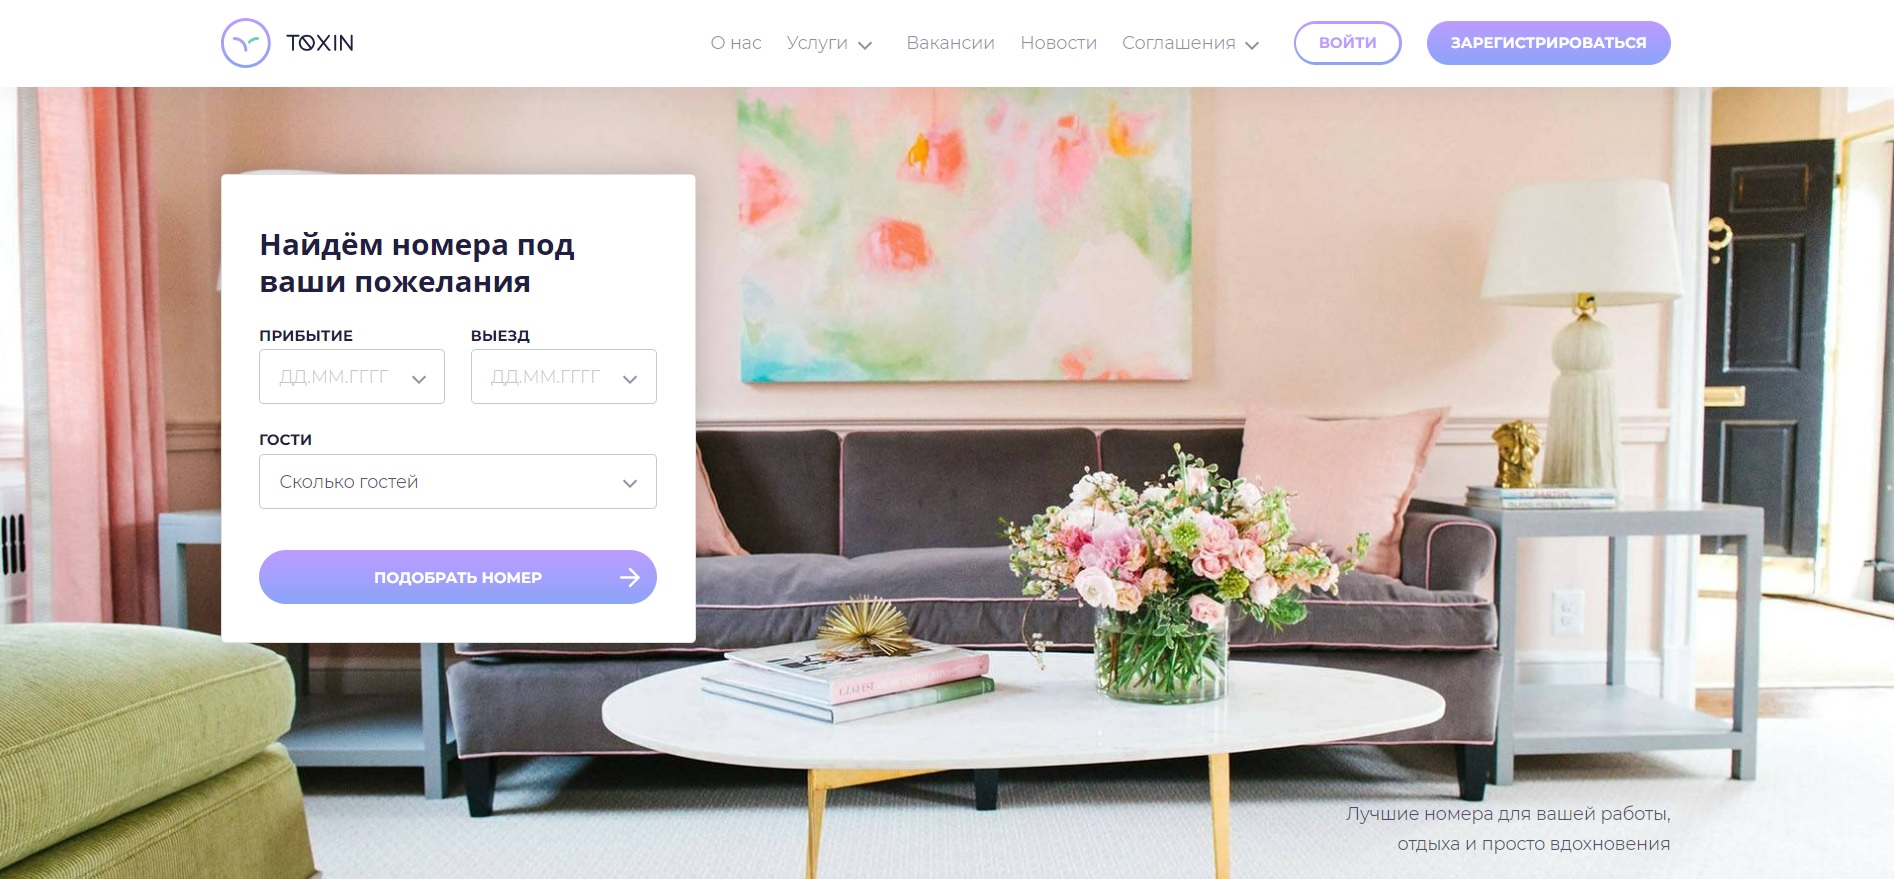 TOXIN
О нас
Услуги
Вакансии
Новости
Соглашения
ВОЙТИ
ЗАРЕГИСТРИРОВАТЬСЯ
Найдём номера под
ваши пожелания
ПРИБЫТИЕ
ВЫЕЗД
ДД.ММ.ГГГГ
ДД.ММ.ГГГГ
ГОСТИ
Сколько гостей
ПОДОБРАТЬ НОМЕР
Лучшие номера для вашей работы,
отдыха и просто вдохновения